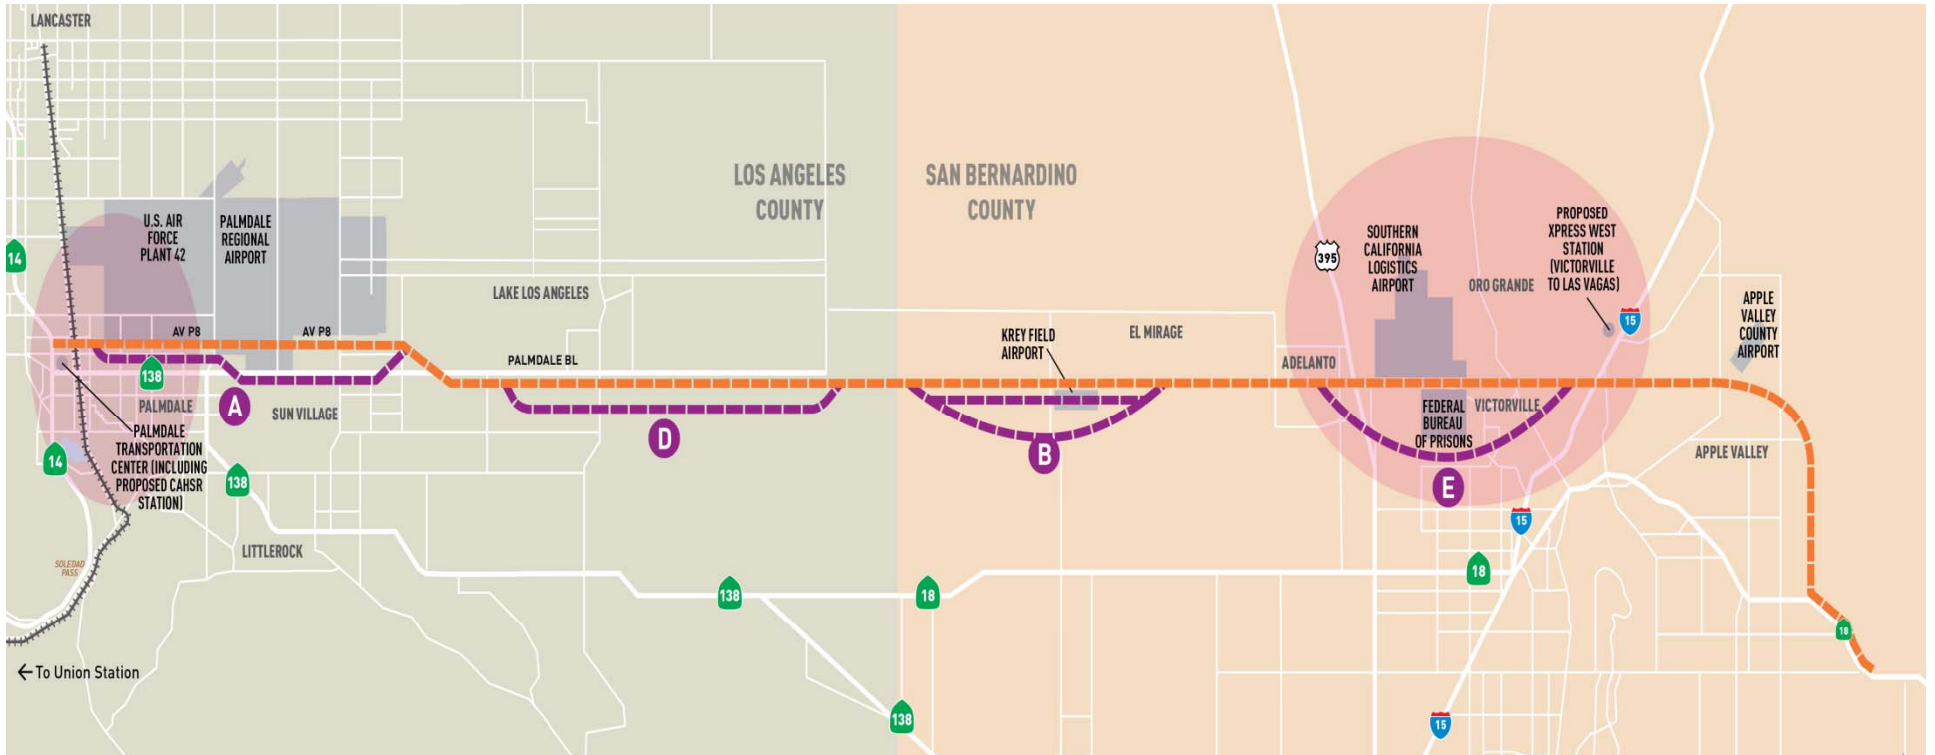 LANCASTER
LOS ANGELES
COUNTY
SAN BERNARDINO
COUNTY
U.S. AIR
FORCE
PLANT 42
PALMDALE
REGIONAL
AIRPORT
14
LAKE LOS ANGELES
395
SOUTHERN
CALIFORNIA
LOGISTICS
AIRPORT
ORO GRANDE
PROPOSED
XPRESS WEST
STATION
(VICTORVILLE
TO LAS VAGAS)
15
APPLE
VALLEY
COUNTY
AIRPORT
AV P8
AV P8
PALMDALE BL
KREY FIELD
AIRPORT
EL MIRAGE
ADELANTO
138
PALMDALE
A
SUN VILLAGE
D
B
FEDERAL
BUREAU
OF PRISONS
VICTORVILLE
E
APPLE VALLEY
PALMDALE
TRANSPORTATION
CENTER (INCLUDING
PROPOSED CAHSR
STATION)
14
138
15
LITTLEROCK
SOLEDAD
PASS
138
18
18
18
138
15
←To Union Station